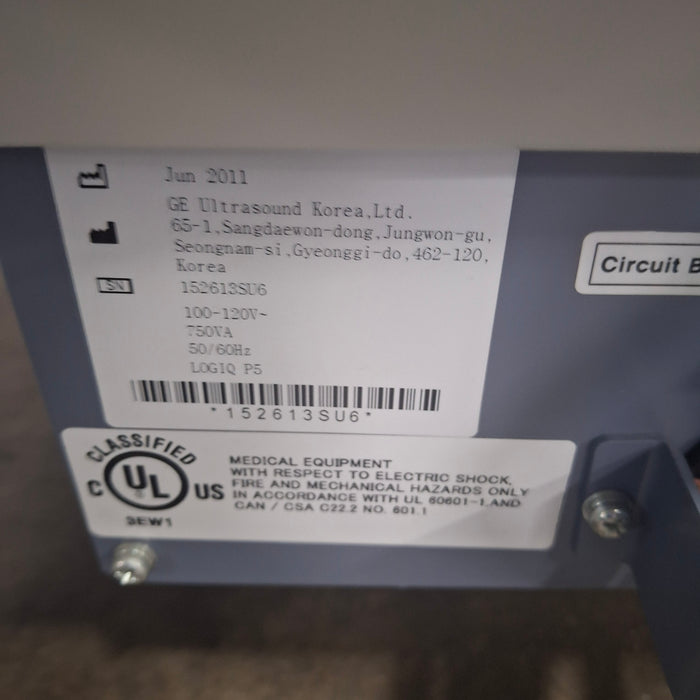 Jun 2011
GE Ultrasound Korea,Ltd.
65-1,Sangdaewon-dong,Jungwon-gu,
Seongnam-si,Gyeonggi-do,462-120,
Korea
SN
152613SU6
100-120V~
750VA
50/60Hz
LOGIQ P5
*152613SU6*
Circuit B
CLASSIFIED
C UL US
®
3EW1
MEDICAL EQUIPMENT
WITH RESPECT TO ELECTRIC SHOCK,
FIRE AND MECHANICAL HAZARDS ONLY
IN ACCORDANCE WITH UL 60601-1,AND
CAN / CSA C22.2 NO. 601.1